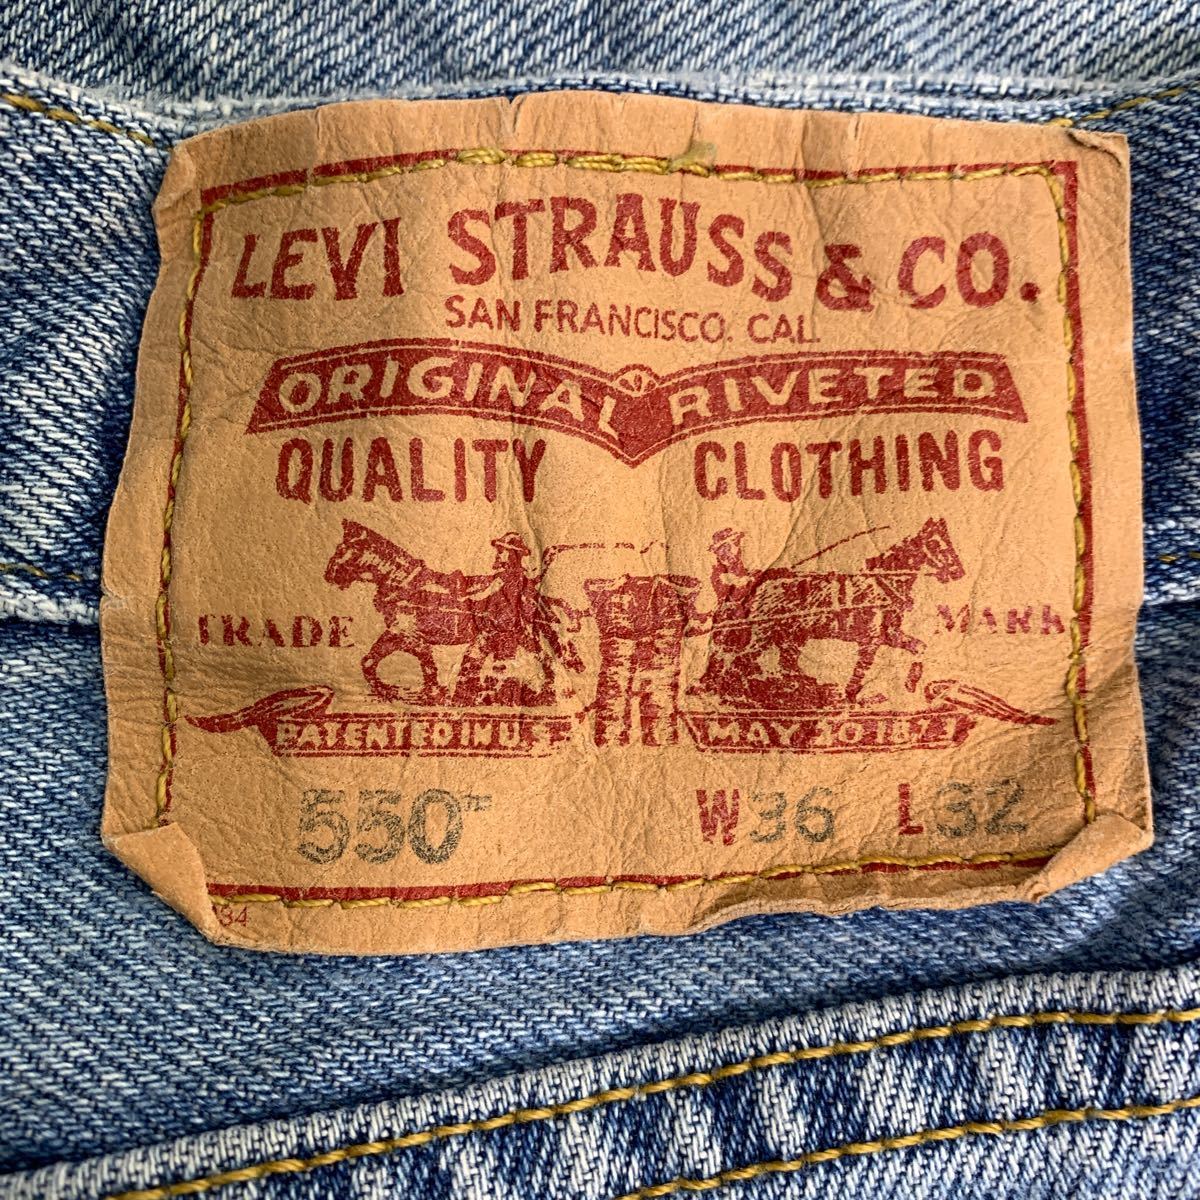 LEVI STRAUSS & CO.
SAN FRANCISCO, CAL.
ORIGINAL RIVETED
QUALITY CLOTHING
TRADE MARK
PATENTED IN U.S. MAY 20 1873
550™ W36 L32